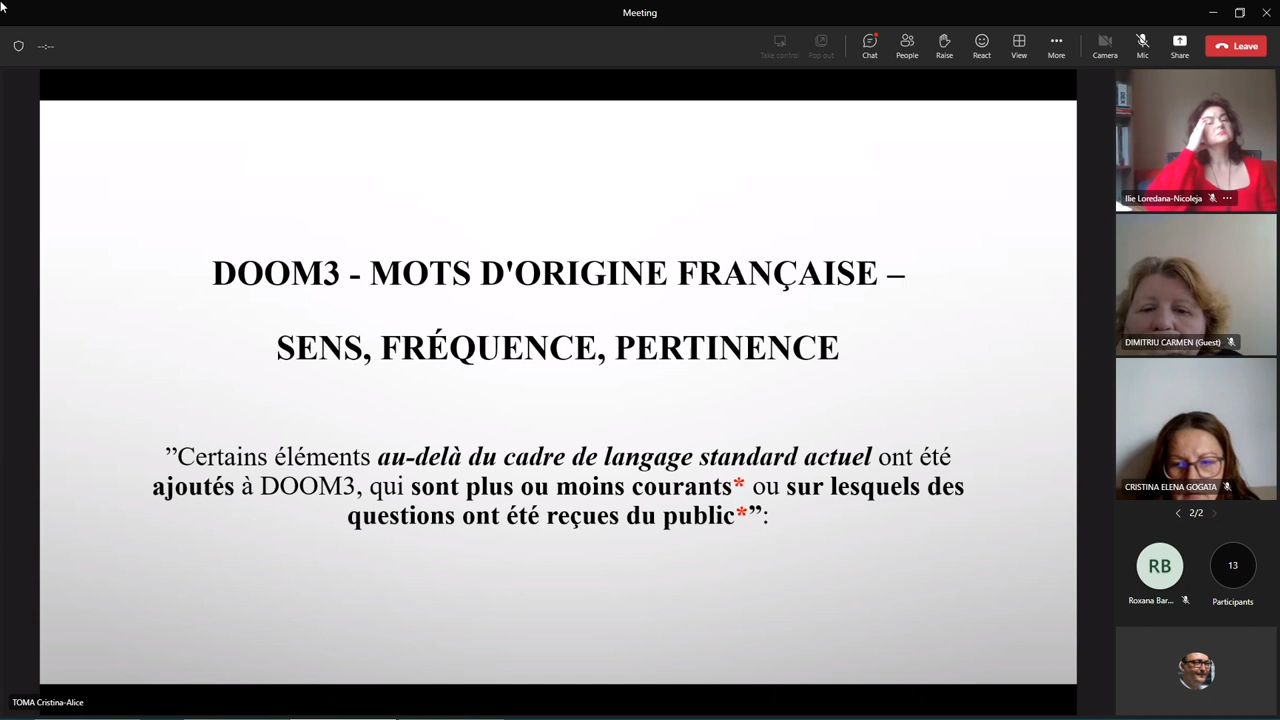 Meeting
--:--
Take control
Pop out
Chat
People
Raise
React
View
More
Camera
Mic
Share
Leave
DOOM3 - MOTS D'ORIGINE FRANÇAISE –
SENS, FRÉQUENCE, PERTINENCE
”Certains éléments au-delà du cadre de langage standard actuel ont été
ajoutés à DOOM3, qui sont plus ou moins courants* ou sur lesquels des
questions ont été reçues du public*”:
TOMA Cristina-Alice
Ilie Loredana-Nicoleja
DIMITRIU CARMEN (Guest)
CRISTINA ELENA GOGATA
2/2
RB
Roxana Bar...
13
Participants